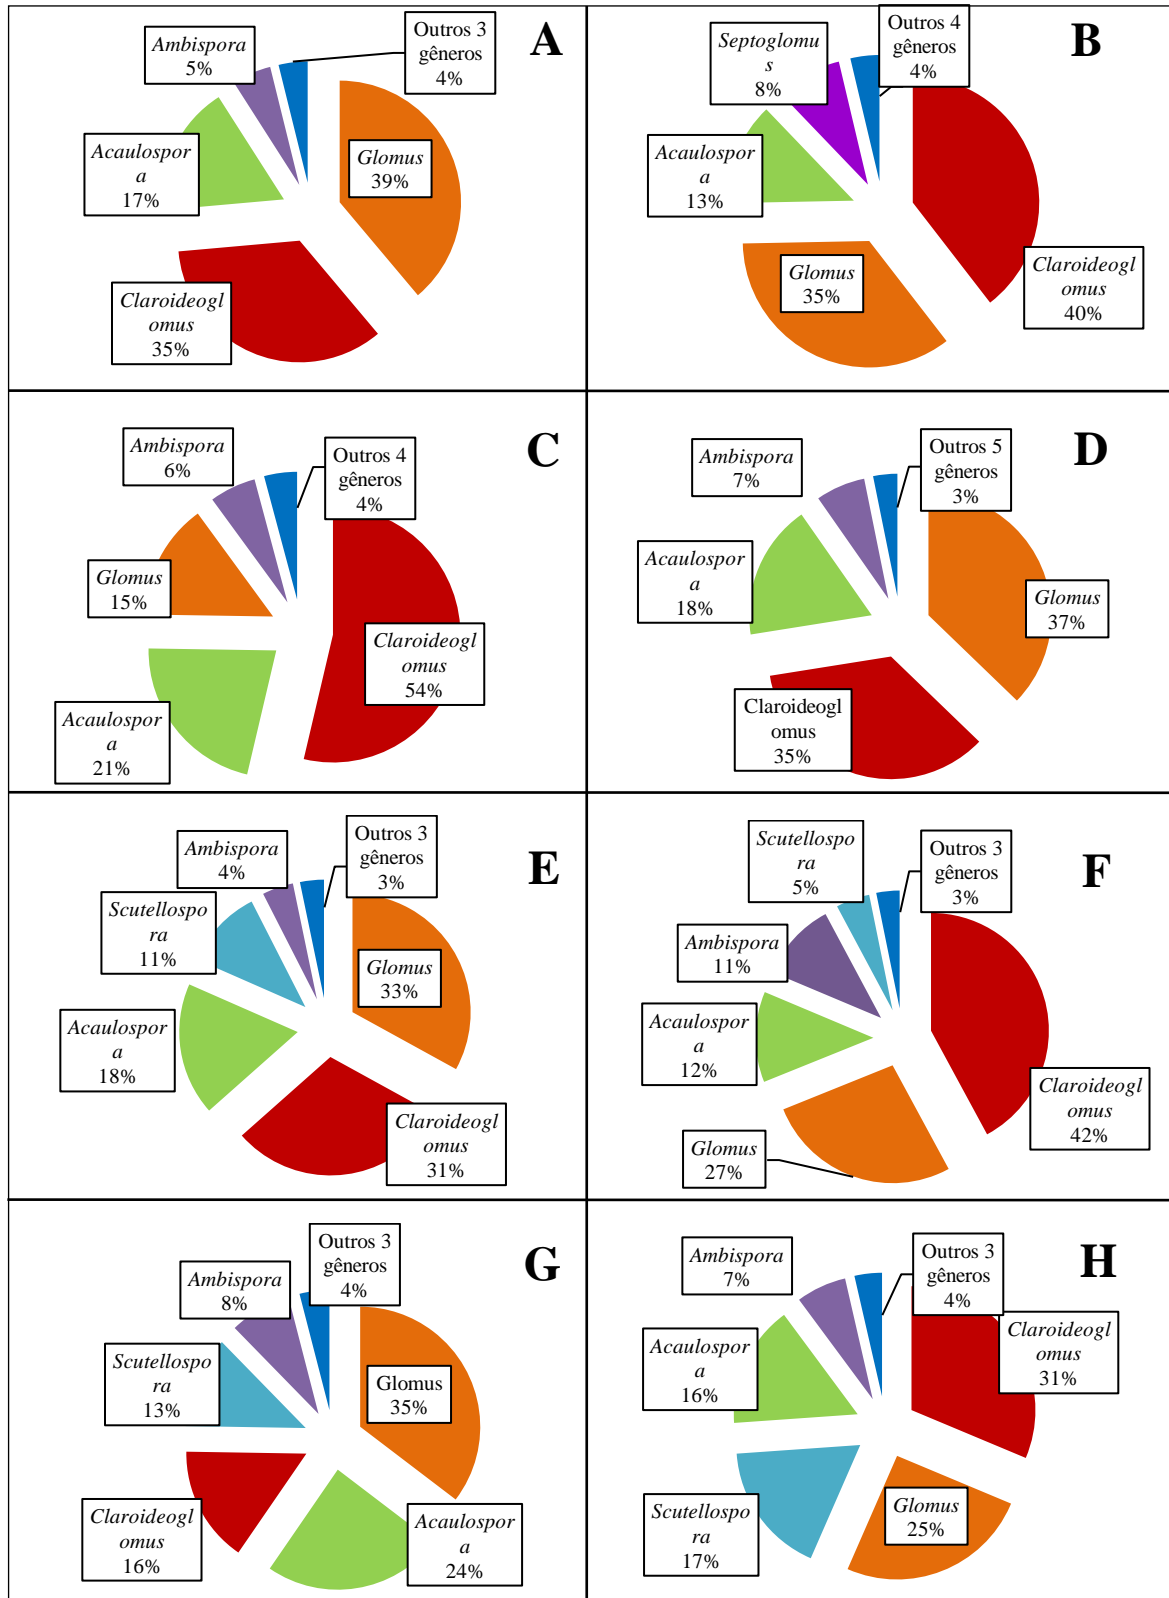 A
Ambispora
5%
Outros 3
gêneros
4%
Acaulospor
a
17%
Glomus
39%
Claroideogl
omus
35%
B
Septoglomu
s
8%
Outros 4
gêneros
4%
Acaulospor
a
13%
Glomus
35%
Claroideogl
omus
40%
C
Ambispora
6%
Outros 4
gêneros
4%
Glomus
15%
Claroideogl
omus
54%
Acaulospor
a
21%
D
Ambispora
7%
Outros 5
gêneros
3%
Acaulospor
a
18%
Glomus
37%
Claroideogl
omus
35%
E
Ambispora
4%
Outros 3
gêneros
3%
Scutellospo
ra
11%
Glomus
33%
Acaulospor
a
18%
Claroideogl
omus
31%
F
Scutellospo
ra
5%
Outros 3
gêneros
3%
Ambispora
11%
Acaulospor
a
12%
Glomus
27%
Claroideogl
omus
42%
G
Ambispora
8%
Outros 3
gêneros
4%
Scutellospo
ra
13%
Glomus
35%
Claroideogl
omus
16%
Acaulospor
a
24%
H
Ambispora
7%
Outros 3
gêneros
4%
Acaulospor
a
16%
Claroideogl
omus
31%
Scutellospo
ra
17%
Glomus
25%